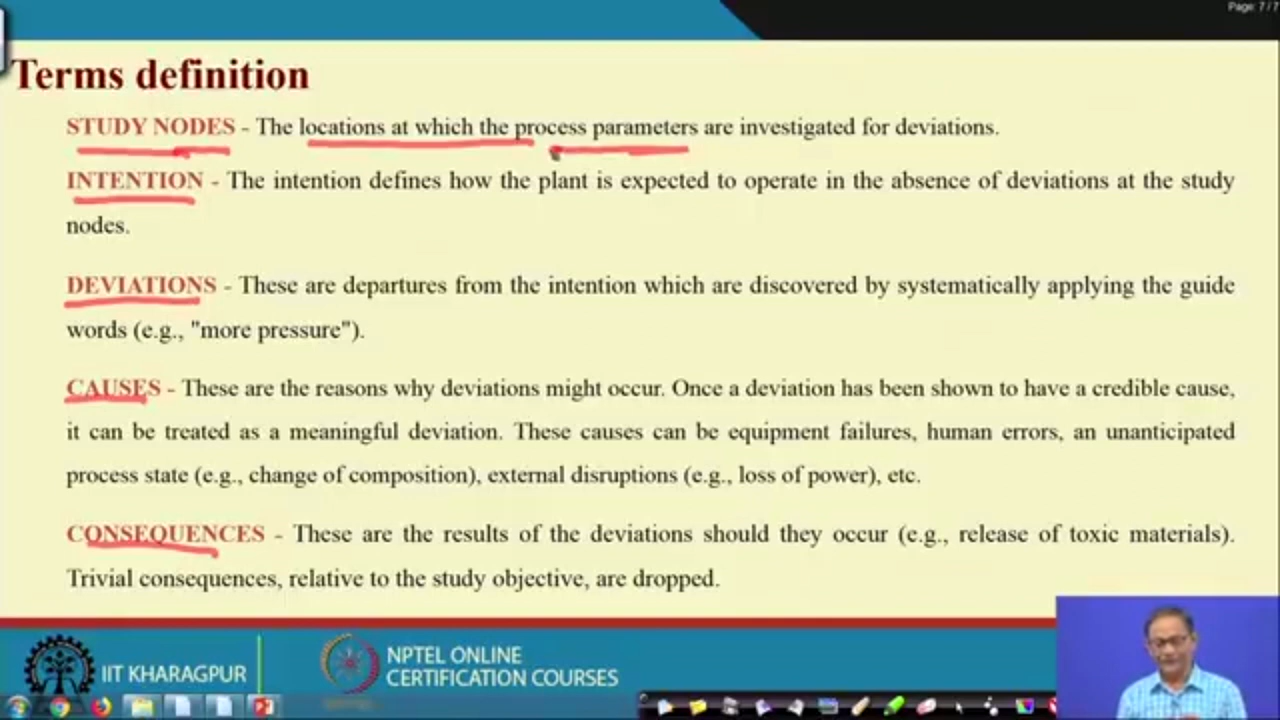 Page: 7 / 7
Terms definition
STUDY NODES - The locations at which the process parameters are investigated for deviations.
INTENTION - The intention defines how the plant is expected to operate in the absence of deviations at the study
nodes.
DEVIATIONS - These are departures from the intention which are discovered by systematically applying the guide
words (e.g., "more pressure").
CAUSES - These are the reasons why deviations might occur. Once a deviation has been shown to have a credible cause,
it can be treated as a meaningful deviation. These causes can be equipment failures, human errors, an unanticipated
process state (e.g., change of composition), external disruptions (e.g., loss of power), etc.
CONSEQUENCES - These are the results of the deviations should they occur (e.g., release of toxic materials).
Trivial consequences, relative to the study objective, are dropped.
IIT KHARAGPUR
NPTEL ONLINE
CERTIFICATION COURSES